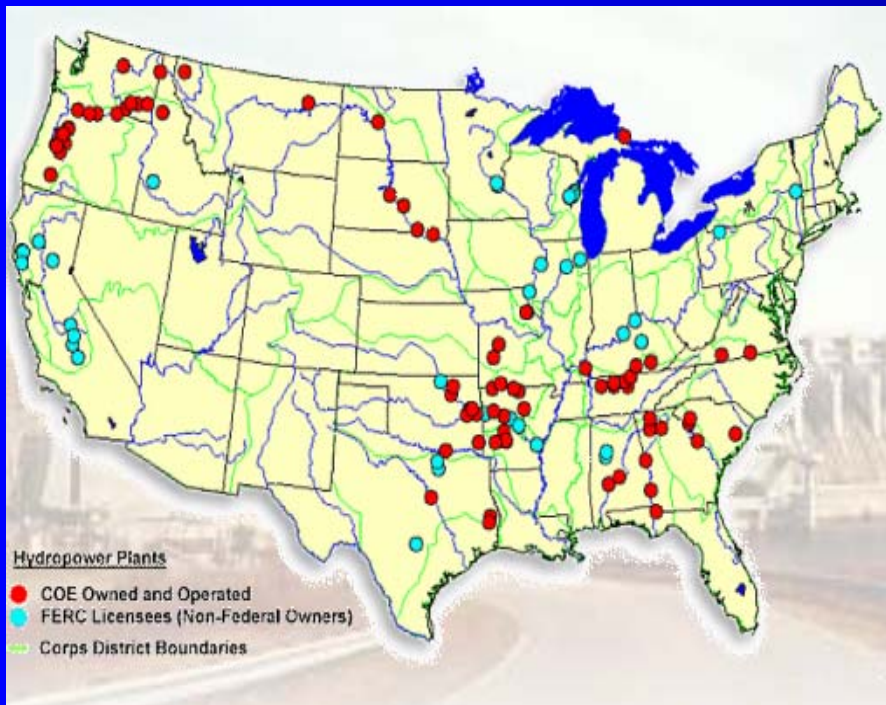 Hydropower Plants
COE Owned and Operated
FERC Licensees (Non-Federal Owners)
Corps District Boundaries